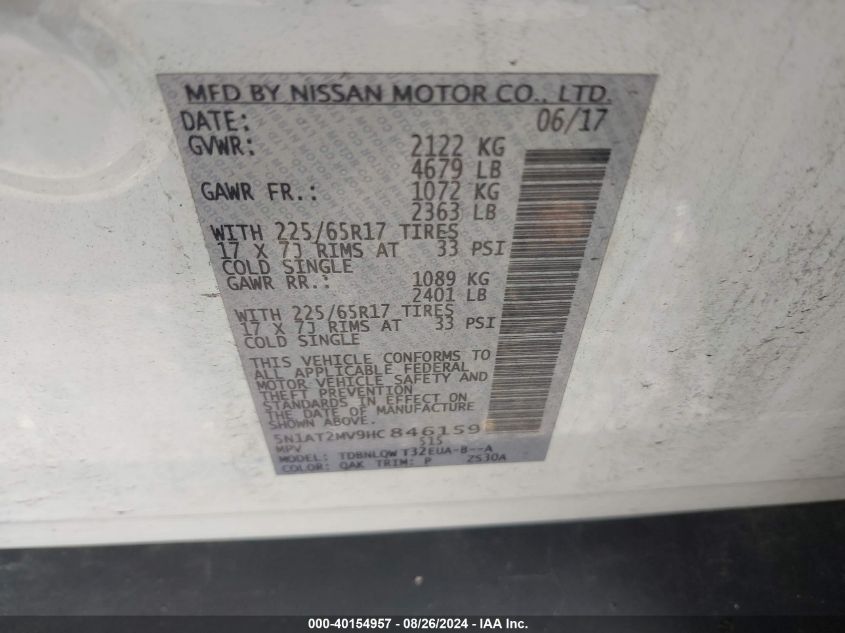 MFD BY NISSAN MOTOR CO., LTD.
DATE: 06/17
GVWR: 2122 KG
4679 LB
GAWR FR.: 1072 KG
2363 LB
WITH 225/65R17 TIRES
17 X 7J RIMS AT 33 PSI
COLD SINGLE
GAWR RR.: 1089 KG
2401 LB
WITH 225/65R17 TIRES
17 X 7J RIMS AT 33 PSI
COLD SINGLE
THIS VEHICLE CONFORMS TO
ALL APPLICABLE FEDERAL
MOTOR VEHICLE SAFETY AND
THEFT PREVENTION
STANDARDS IN EFFECT ON
THE DATE OF MANUFACTURE
SHOWN ABOVE.
5N1AT2MV9HC846159
MPV 515
MODEL: TDBNLQW T32EUA-B--A
COLOR: QAK TRIM: P ZS30A
000-40154957 - 08/26/2024 - IAA Inc.